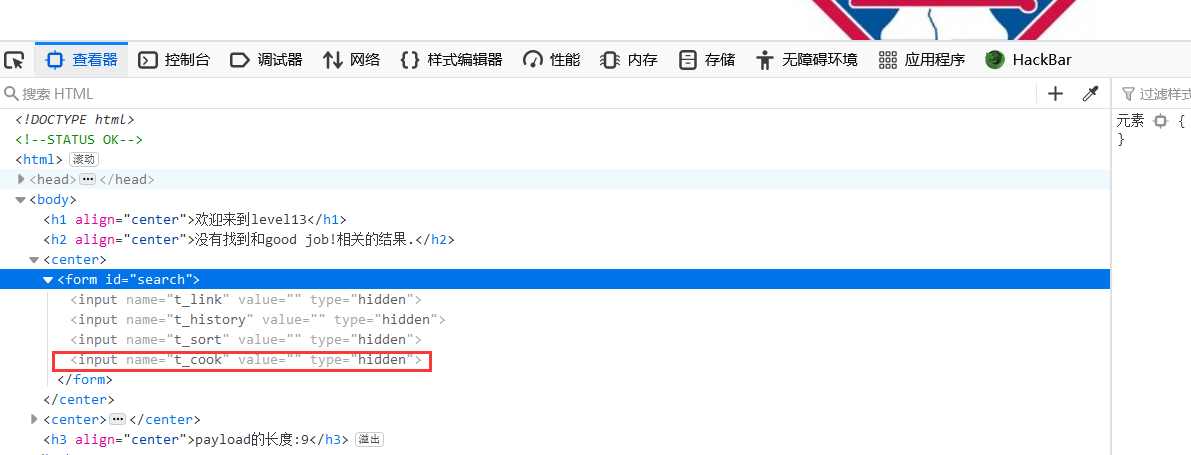 查看器 控制台 调试器 网络 样式编辑器 性能 内存 存储 无障碍环境 应用程序 HackBar
搜索 HTML 过滤样式
<!DOCTYPE html>
元素 {
<!--STATUS OK-->
}
<html> 滚动
<head> ••• </head>
<body>
<h1 align="center">欢迎来到level13</h1>
<h2 align="center">没有找到和good job!相关的结果.</h2>
<center>
<form id="search">
<input name="t_link" value="" type="hidden">
<input name="t_history" value="" type="hidden">
<input name="t_sort" value="" type="hidden">
<input name="t_cook" value="" type="hidden">
</form>
</center>
<center> ••• </center>
<h3 align="center">payload的长度:9</h3> 溢出